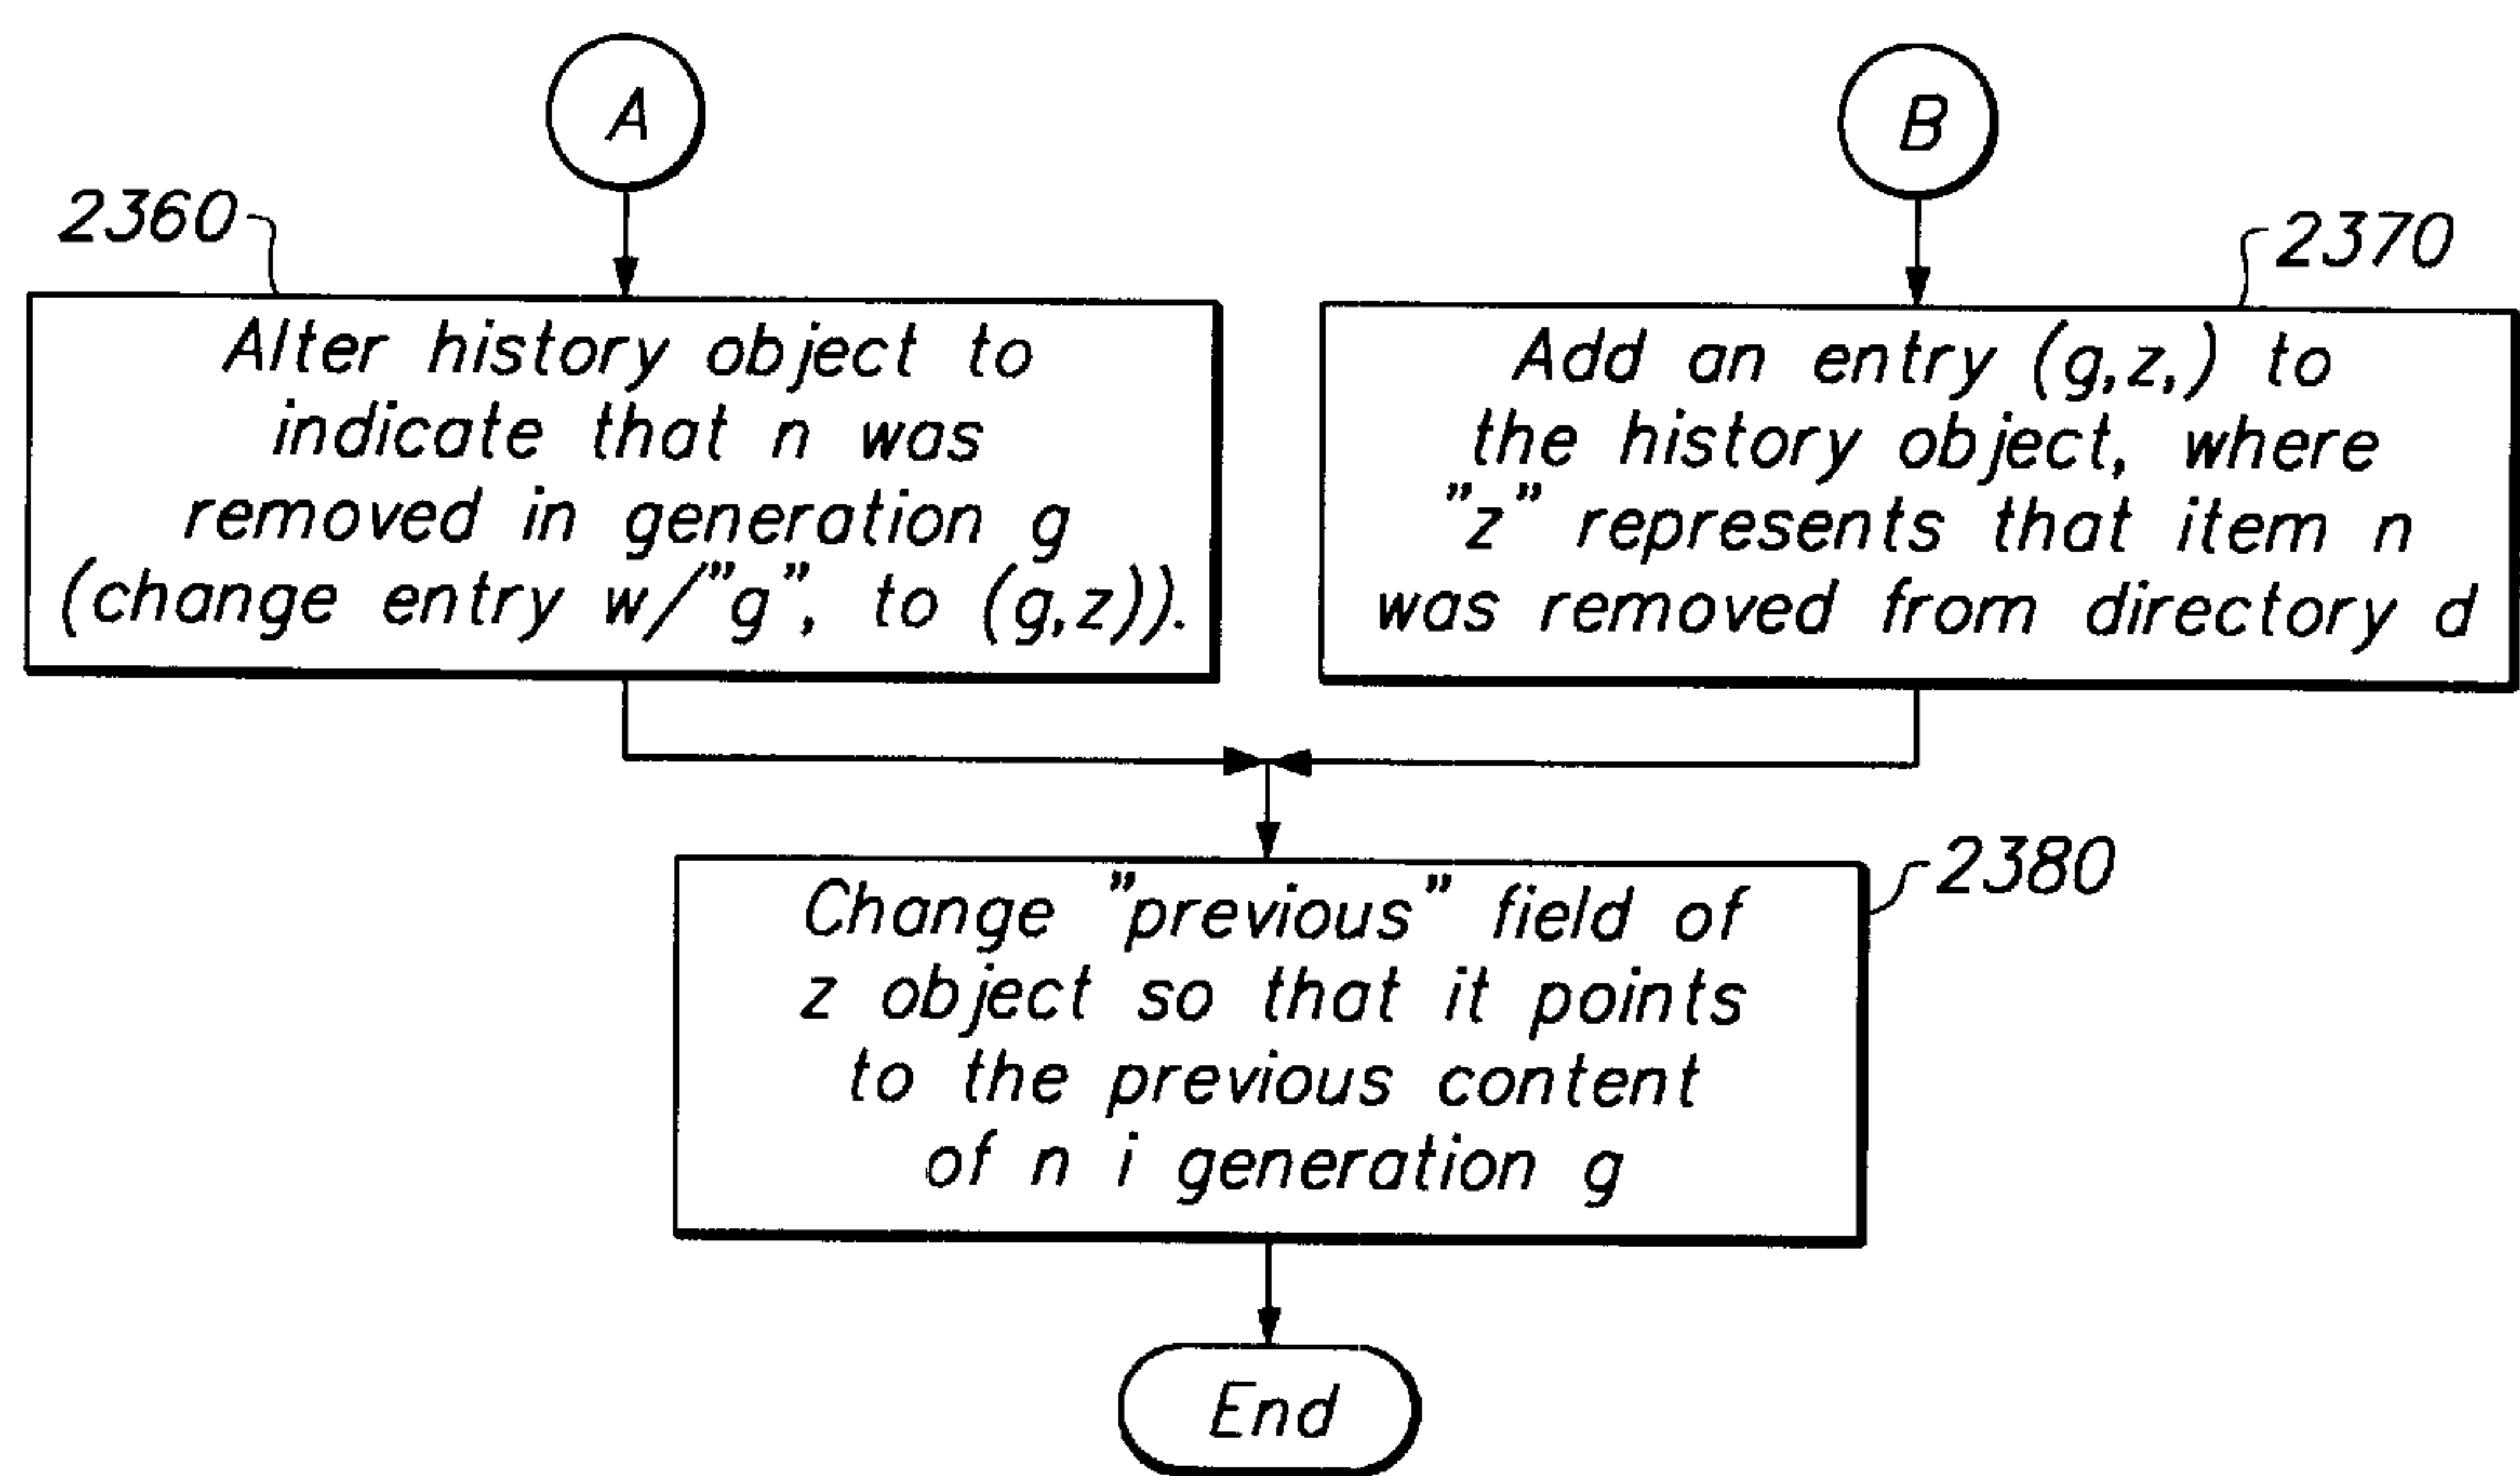 A
B
2360
2370
Alter history object to
indicate that n was
removed in generation g
(change entry w/"g", to (g,z)).
Add an entry (g,z,) to
the history object, where
"z" represents that item n
was removed from directory d
2380
Change "previous" field of
z object so that it points
to the previous content
of n i generation g
End